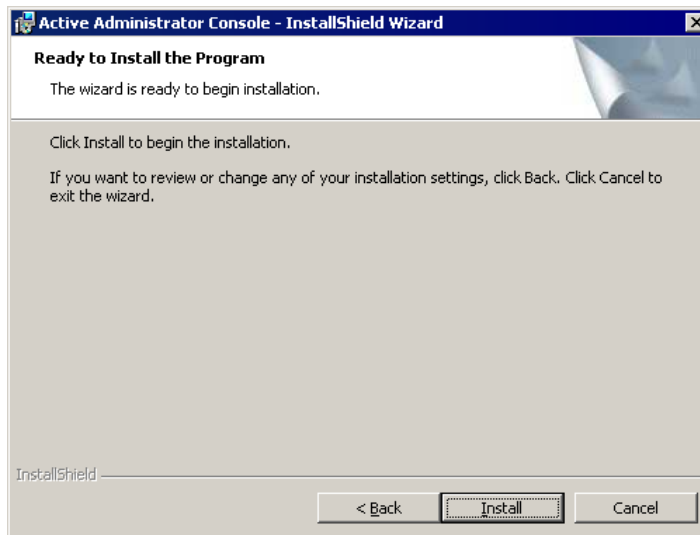 Active Administrator Console - InstallShield Wizard
Ready to Install the Program
The wizard is ready to begin installation.
Click Install to begin the installation.
If you want to review or change any of your installation settings, click Back. Click Cancel to
exit the wizard.
InstallShield
< Back
Install
Cancel